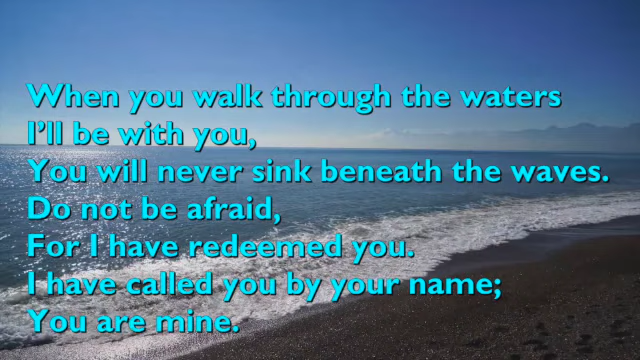 When you walk through the waters
I'll be with you,
You will never sink beneath the waves.
Do not be afraid,
For I have redeemed you.
I have called you by your name;
You are mine.